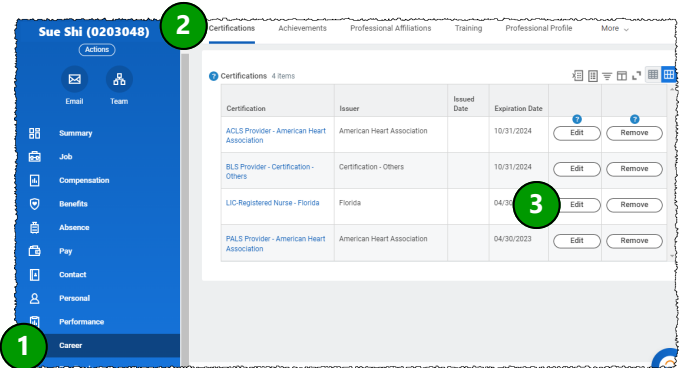 Sue Shi (0203048)
Actions
Email
Team
Summary
Job
Compensation
Benefits
Absence
Pay
Contact
Personal
Performance
Career
1
2
Certifications Achievements Professional Affiliations Training Professional Profile More
? Certifications 4 items
Certification Issuer Issued Date Expiration Date
? ?
ACLS Provider - American Heart
Association
American Heart Association 10/31/2024 Edit Remove
BLS Provider - Certification -
Others
Certification - Others 10/31/2024 Edit Remove
LIC-Registered Nurse - Florida Florida 04/30 3 Edit Remove
PALS Provider - American Heart
Association
American Heart Association 04/30/2023 Edit Remove